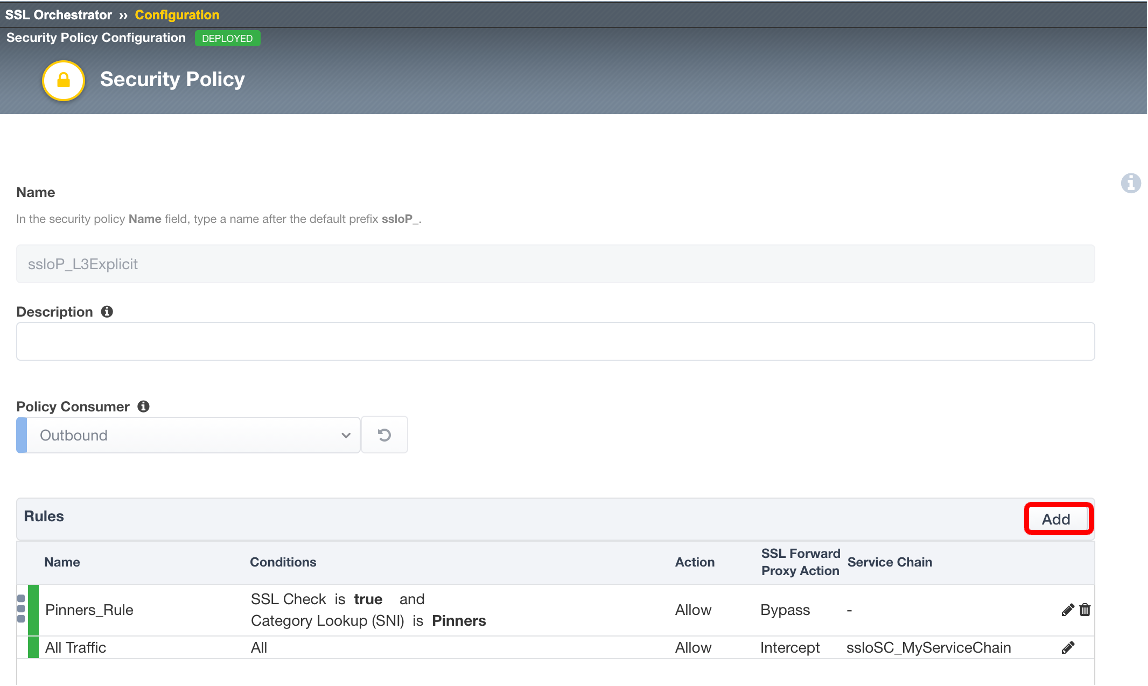 SSL Orchestrator ›› Configuration
Security Policy Configuration DEPLOYED
Security Policy
Name
In the security policy Name field, type a name after the default prefix ssloP_.
ssloP_L3Explicit
Description
Policy Consumer
Outbound
Rules Add
Name Conditions Action SSL Forward Proxy Action Service Chain
Pinners_Rule SSL Check is true and
Category Lookup (SNI) is Pinners Allow Bypass -
All Traffic All Allow Intercept ssloSC_MyServiceChain